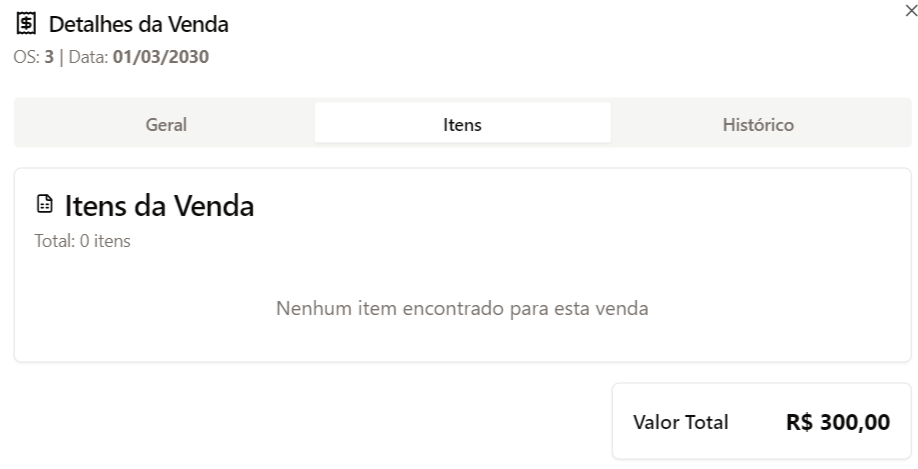 Detalhes da Venda
OS: 3 | Data: 01/03/2030
Geral
Itens
Histórico
Itens da Venda
Total: 0 itens
Nenhum item encontrado para esta venda
Valor Total R$ 300,00